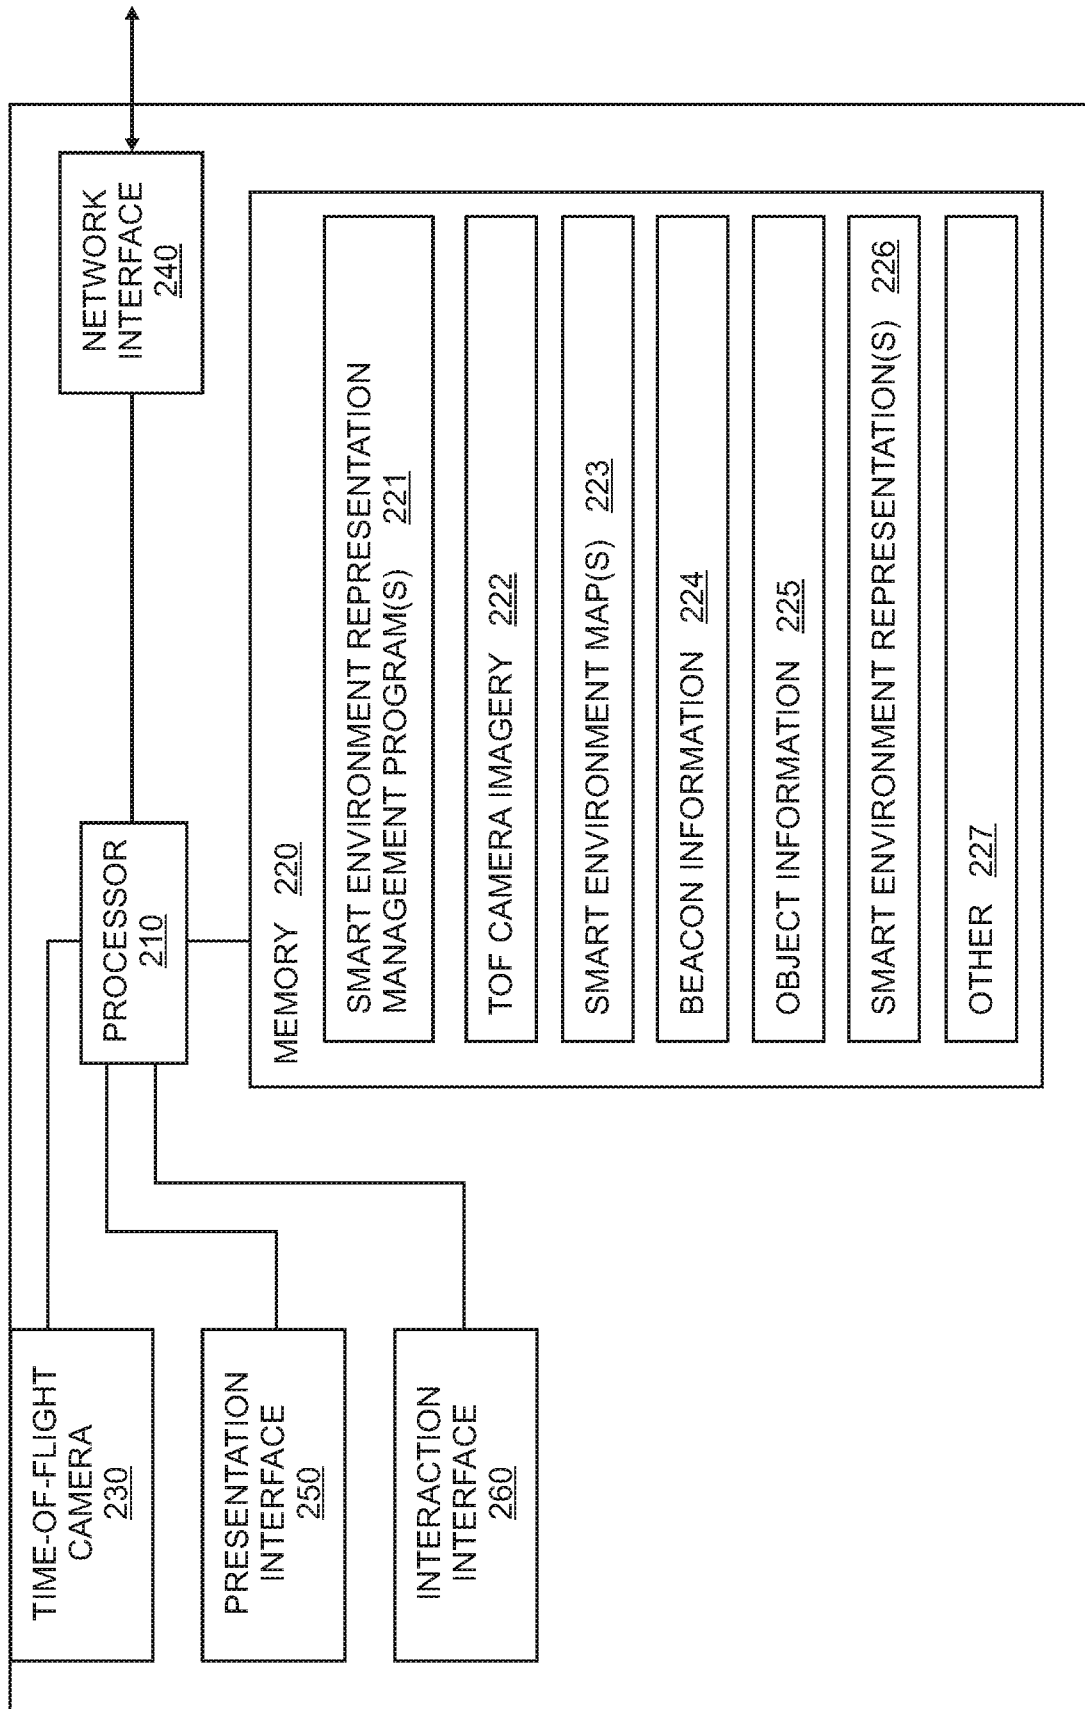 TIME-OF-FLIGHT
CAMERA
230
PRESENTATION
INTERFACE
250
INTERACTION
INTERFACE
260
PROCESSOR
210
NETWORK
INTERFACE
240
MEMORY 220
SMART ENVIRONMENT REPRESENTATION
MANAGEMENT PROGRAM(S) 221
TOF CAMERA IMAGERY 222
SMART ENVIRONMENT MAP(S) 223
BEACON INFORMATION 224
OBJECT INFORMATION 225
SMART ENVIRONMENT REPRESENTATION(S) 226
OTHER 227